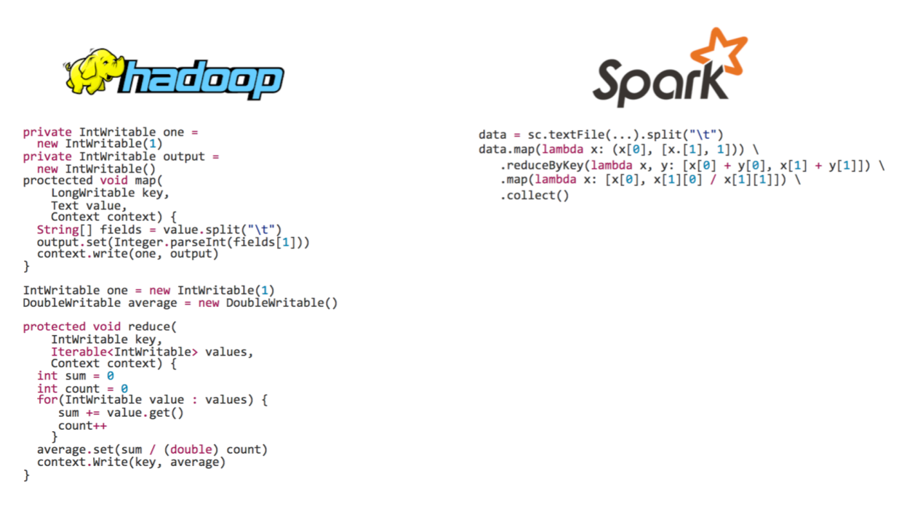 hadoop
private IntWritable one =
new IntWritable(1)
private IntWritable output =
new IntWritable()
proctected void map(
LongWritable key,
Text value,
Context context) {
String[] fields = value.split("\t")
output.set(Integer.parseInt(fields[1]))
context.write(one, output)
}
IntWritable one = new IntWritable(1)
DoubleWritable average = new DoubleWritable()
protected void reduce(
IntWritable key,
Iterable<IntWritable> values,
Context context) {
int sum = 0
int count = 0
for(IntWritable value : values) {
sum += value.get()
count++
}
average.set(sum / (double) count)
context.Write(key, average)
}
Spark
data = sc.textFile(...).split("\t")
data.map(lambda x: (x[0], [x.[1], 1])) \
.reduceByKey(lambda x, y: [x[0] + y[0], x[1] + y[1]]) \
.map(lambda x: [x[0], x[1][0] / x[1][1]]) \
.collect()